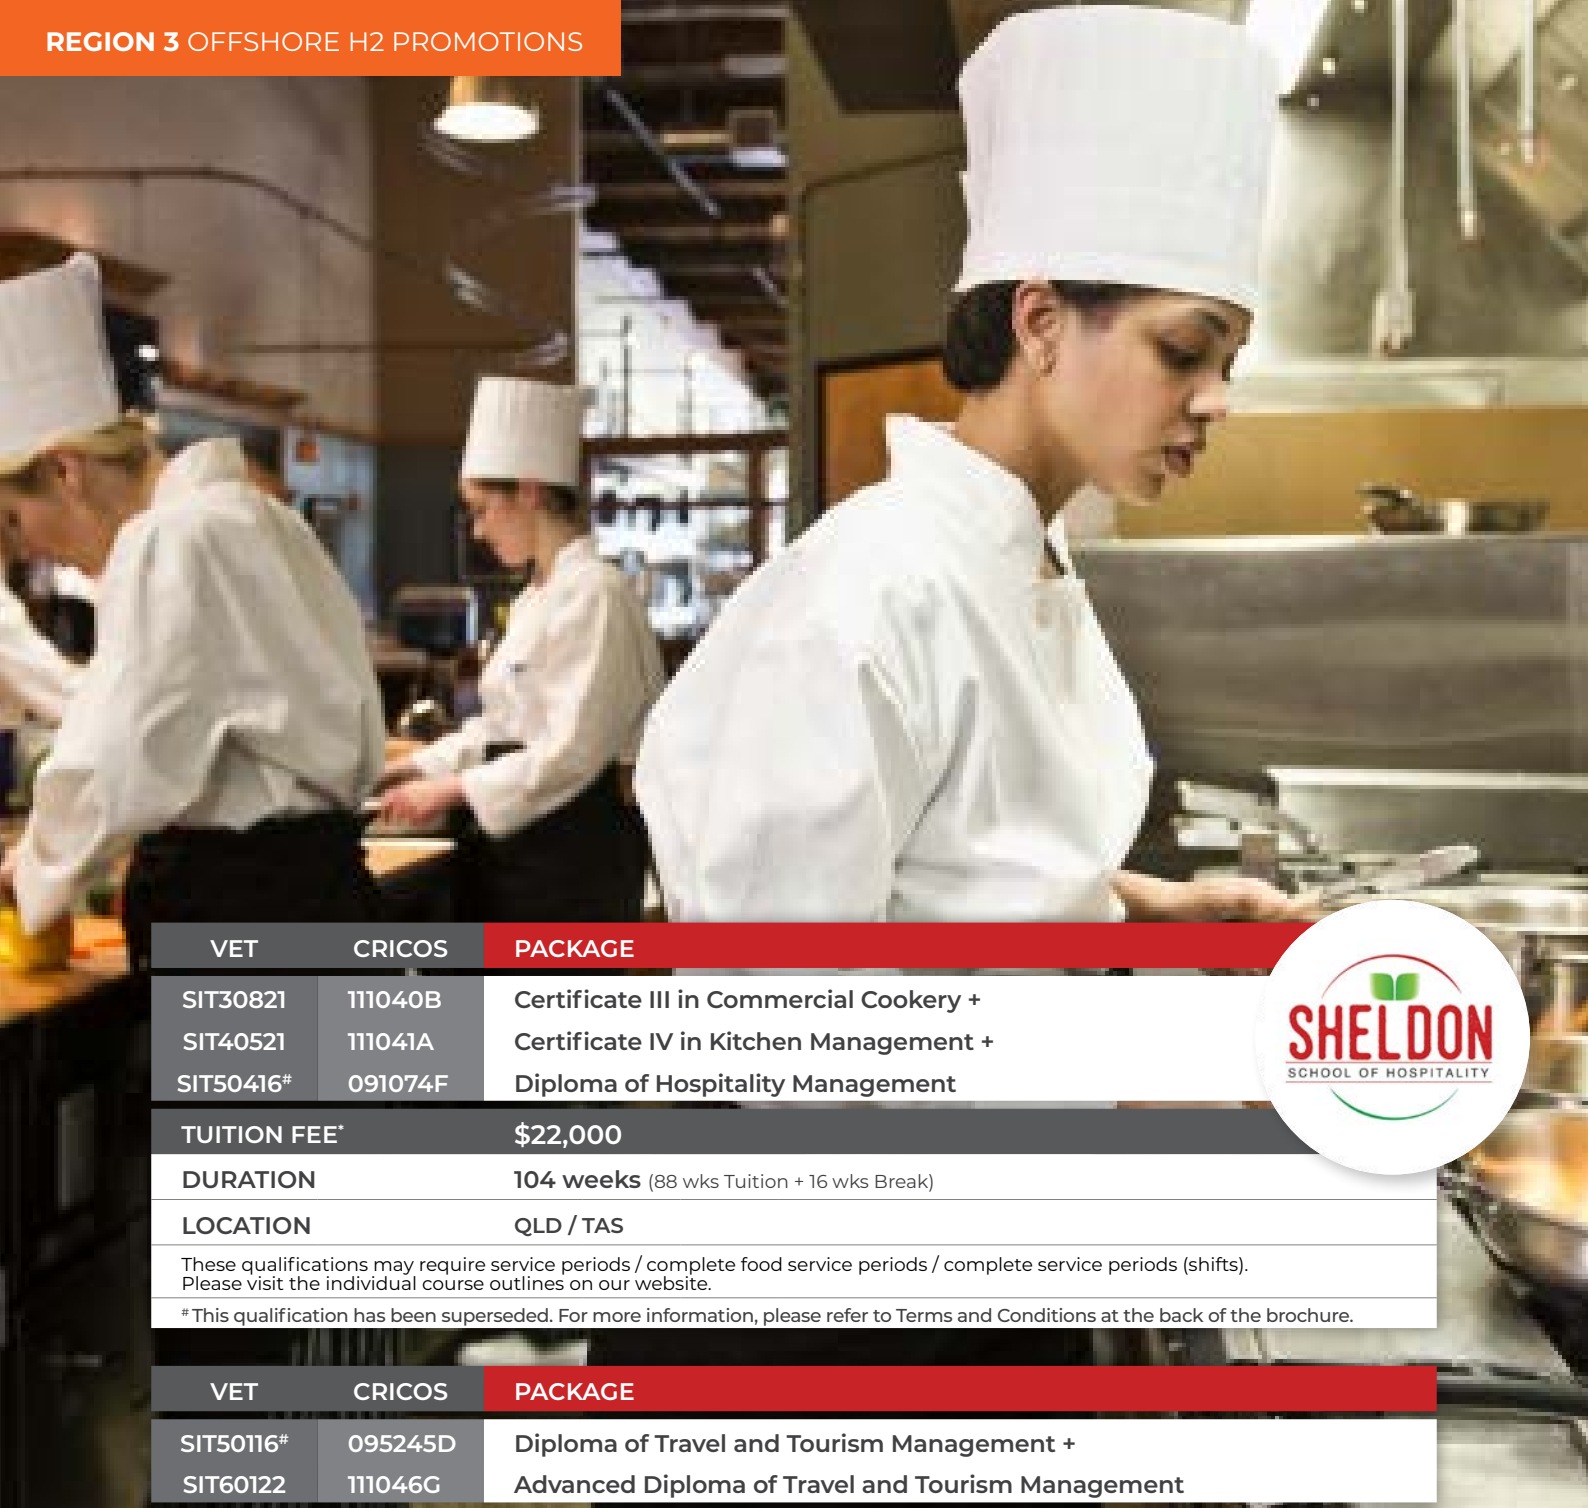 REGION 3 OFFSHORE H2 PROMOTIONS
VET CRICOS PACKAGE
SIT30821 111040B Certificate III in Commercial Cookery +
SIT40521 111041A Certificate IV in Kitchen Management +
SIT50416# 091074F Diploma of Hospitality Management
SHELDON
SCHOOL OF HOSPITALITY
TUITION FEE* $22,000
DURATION 104 weeks (88 wks Tuition + 16 wks Break)
LOCATION QLD / TAS
These qualifications may require service periods / complete food service periods / complete service periods (shifts).
Please visit the individual course outlines on our website.
# This qualification has been superseded. For more information, please refer to Terms and Conditions at the back of the brochure.
VET CRICOS PACKAGE
SIT50116# 095245D Diploma of Travel and Tourism Management +
SIT60122 111046G Advanced Diploma of Travel and Tourism Management